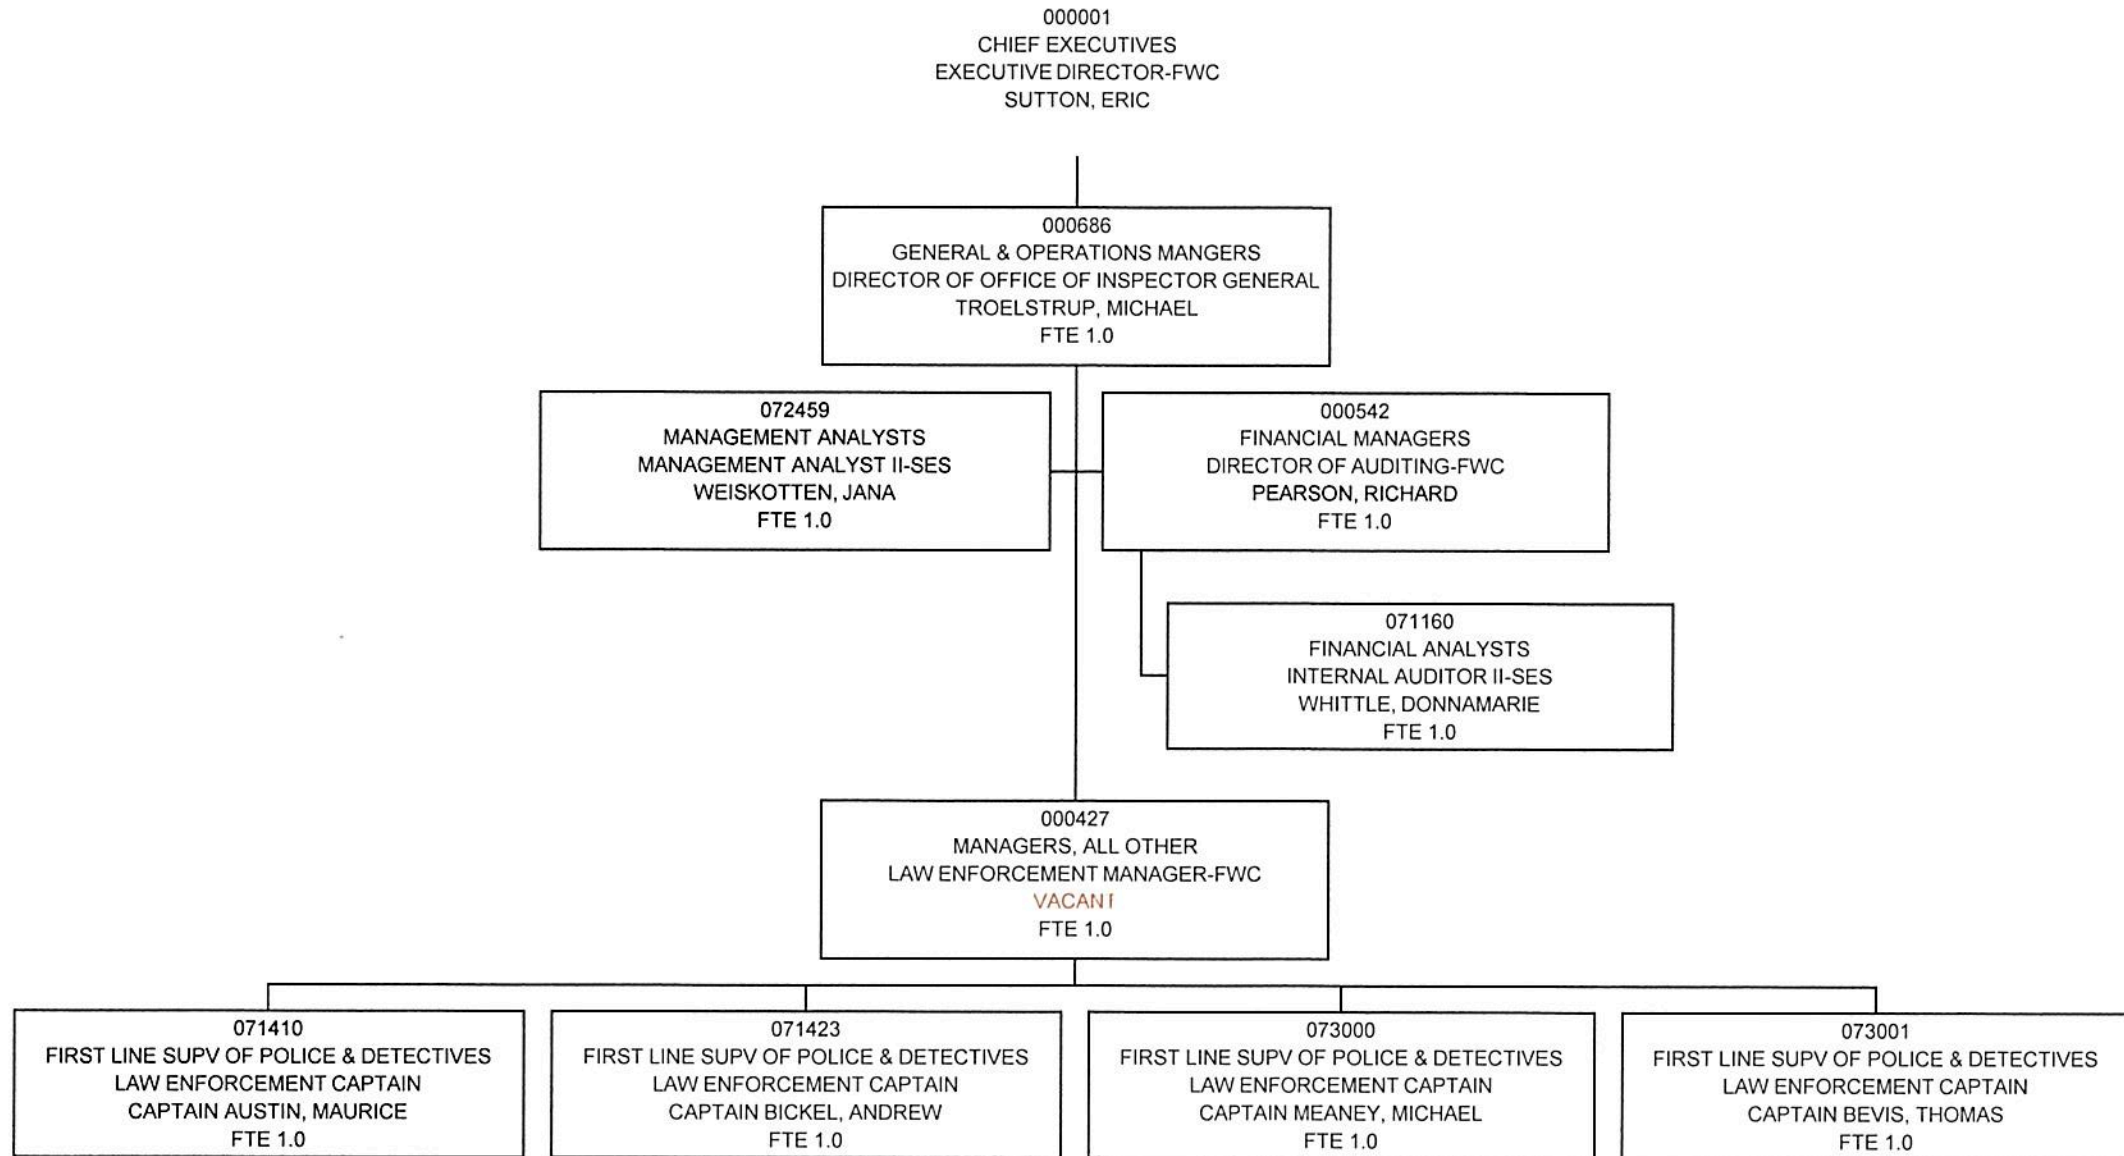 000001
CHIEF EXECUTIVES
EXECUTIVE DIRECTOR-FWC
SUTTON, ERIC
000686
GENERAL & OPERATIONS MANGERS
DIRECTOR OF OFFICE OF INSPECTOR GENERAL
TROELSTRUP, MICHAEL
FTE 1.0
072459
MANAGEMENT ANALYSTS
MANAGEMENT ANALYST II-SES
WEISKOTTEN, JANA
FTE 1.0
000542
FINANCIAL MANAGERS
DIRECTOR OF AUDITING-FWC
PEARSON, RICHARD
FTE 1.0
071160
FINANCIAL ANALYSTS
INTERNAL AUDITOR II-SES
WHITTLE, DONNAMARIE
FTE 1.0
000427
MANAGERS, ALL OTHER
LAW ENFORCEMENT MANAGER-FWC
VACANT
FTE 1.0
071410
FIRST LINE SUPV OF POLICE & DETECTIVES
LAW ENFORCEMENT CAPTAIN
CAPTAIN AUSTIN, MAURICE
FTE 1.0
071423
FIRST LINE SUPV OF POLICE & DETECTIVES
LAW ENFORCEMENT CAPTAIN
CAPTAIN BICKEL, ANDREW
FTE 1.0
073000
FIRST LINE SUPV OF POLICE & DETECTIVES
LAW ENFORCEMENT CAPTAIN
CAPTAIN MEANEY, MICHAEL
FTE 1.0
073001
FIRST LINE SUPV OF POLICE & DETECTIVES
LAW ENFORCEMENT CAPTAIN
CAPTAIN BEVIS, THOMAS
FTE 1.0